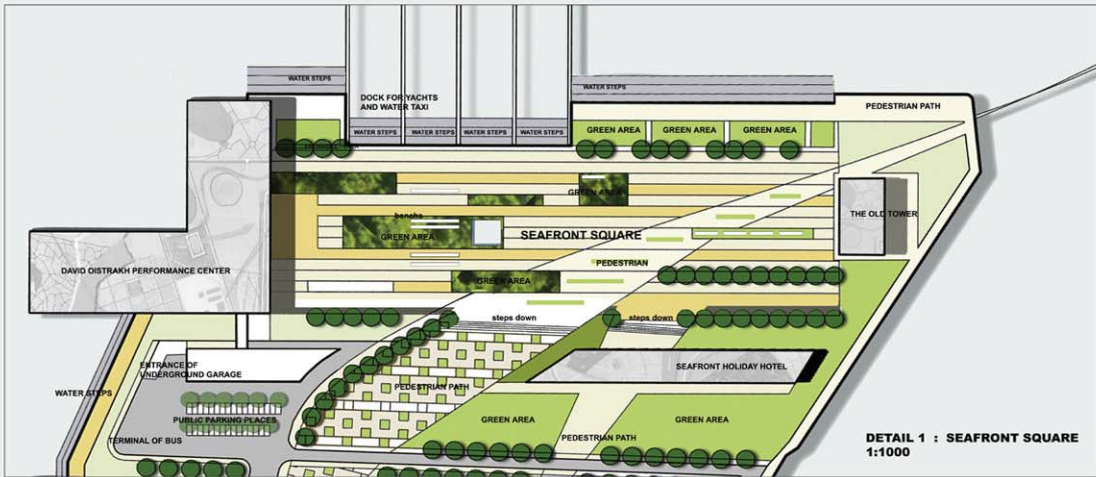 WATER STEPS
WATER STEPS
DOCK FOR YACHTS
AND WATER TAXI
PEDESTRIAN PATH
WATER STEPS
WATER STEPS
WATER STEPS
WATER STEPS
GREEN AREA
GREEN AREA
GREEN AREA
GREEN AREA
benchs
THE OLD TOWER
GREEN AREA
SEAFRONT SQUARE
PEDESTRIAN
DAVID OISTRAKH PERFORMANCE CENTER
GREEN AREA
steps down
steps down
ENTRANCE OF
UNDERGROUND GARAGE
SEAFRONT HOLIDAY HOTEL
WATER STEPS
PEDESTRIAN PATH
PUBLIC PARKING PLACES
GREEN AREA
GREEN AREA
TERMINAL OF BUS
PEDESTRIAN PATH
DETAIL 1 : SEAFRONT SQUARE
1:1000